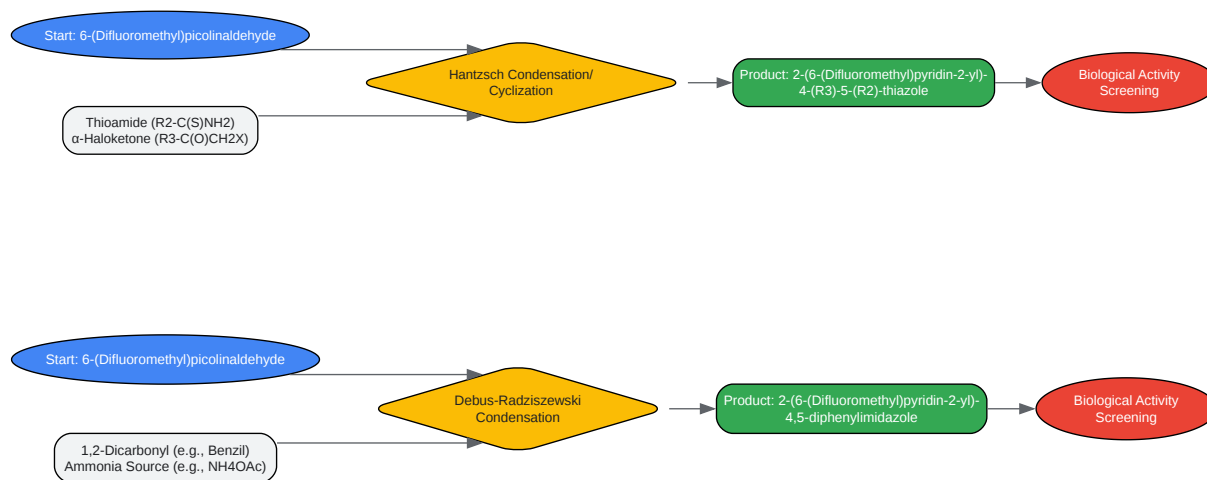 Start: 6-(Difluoromethyl)picolinaldehyde
Thioamide (R2-C(S)NH2)
α-Haloketone (R3-C(O)CH2X)
Hantzsch Condensation/
Cyclization
Product: 2-(6-(Difluoromethyl)pyridin-2-yl)-
4-(R3)-5-(R2)-thiazole
Biological Activity
Screening
Start: 6-(Difluoromethyl)picolinaldehyde
1,2-Dicarbonyl (e.g., Benzil)
Ammonia Source (e.g., NH4OAc)
Debus-Radziszewski
Condensation
Product: 2-(6-(Difluoromethyl)pyridin-2-yl)-
4,5-diphenylimidazole
Biological Activity
Screening